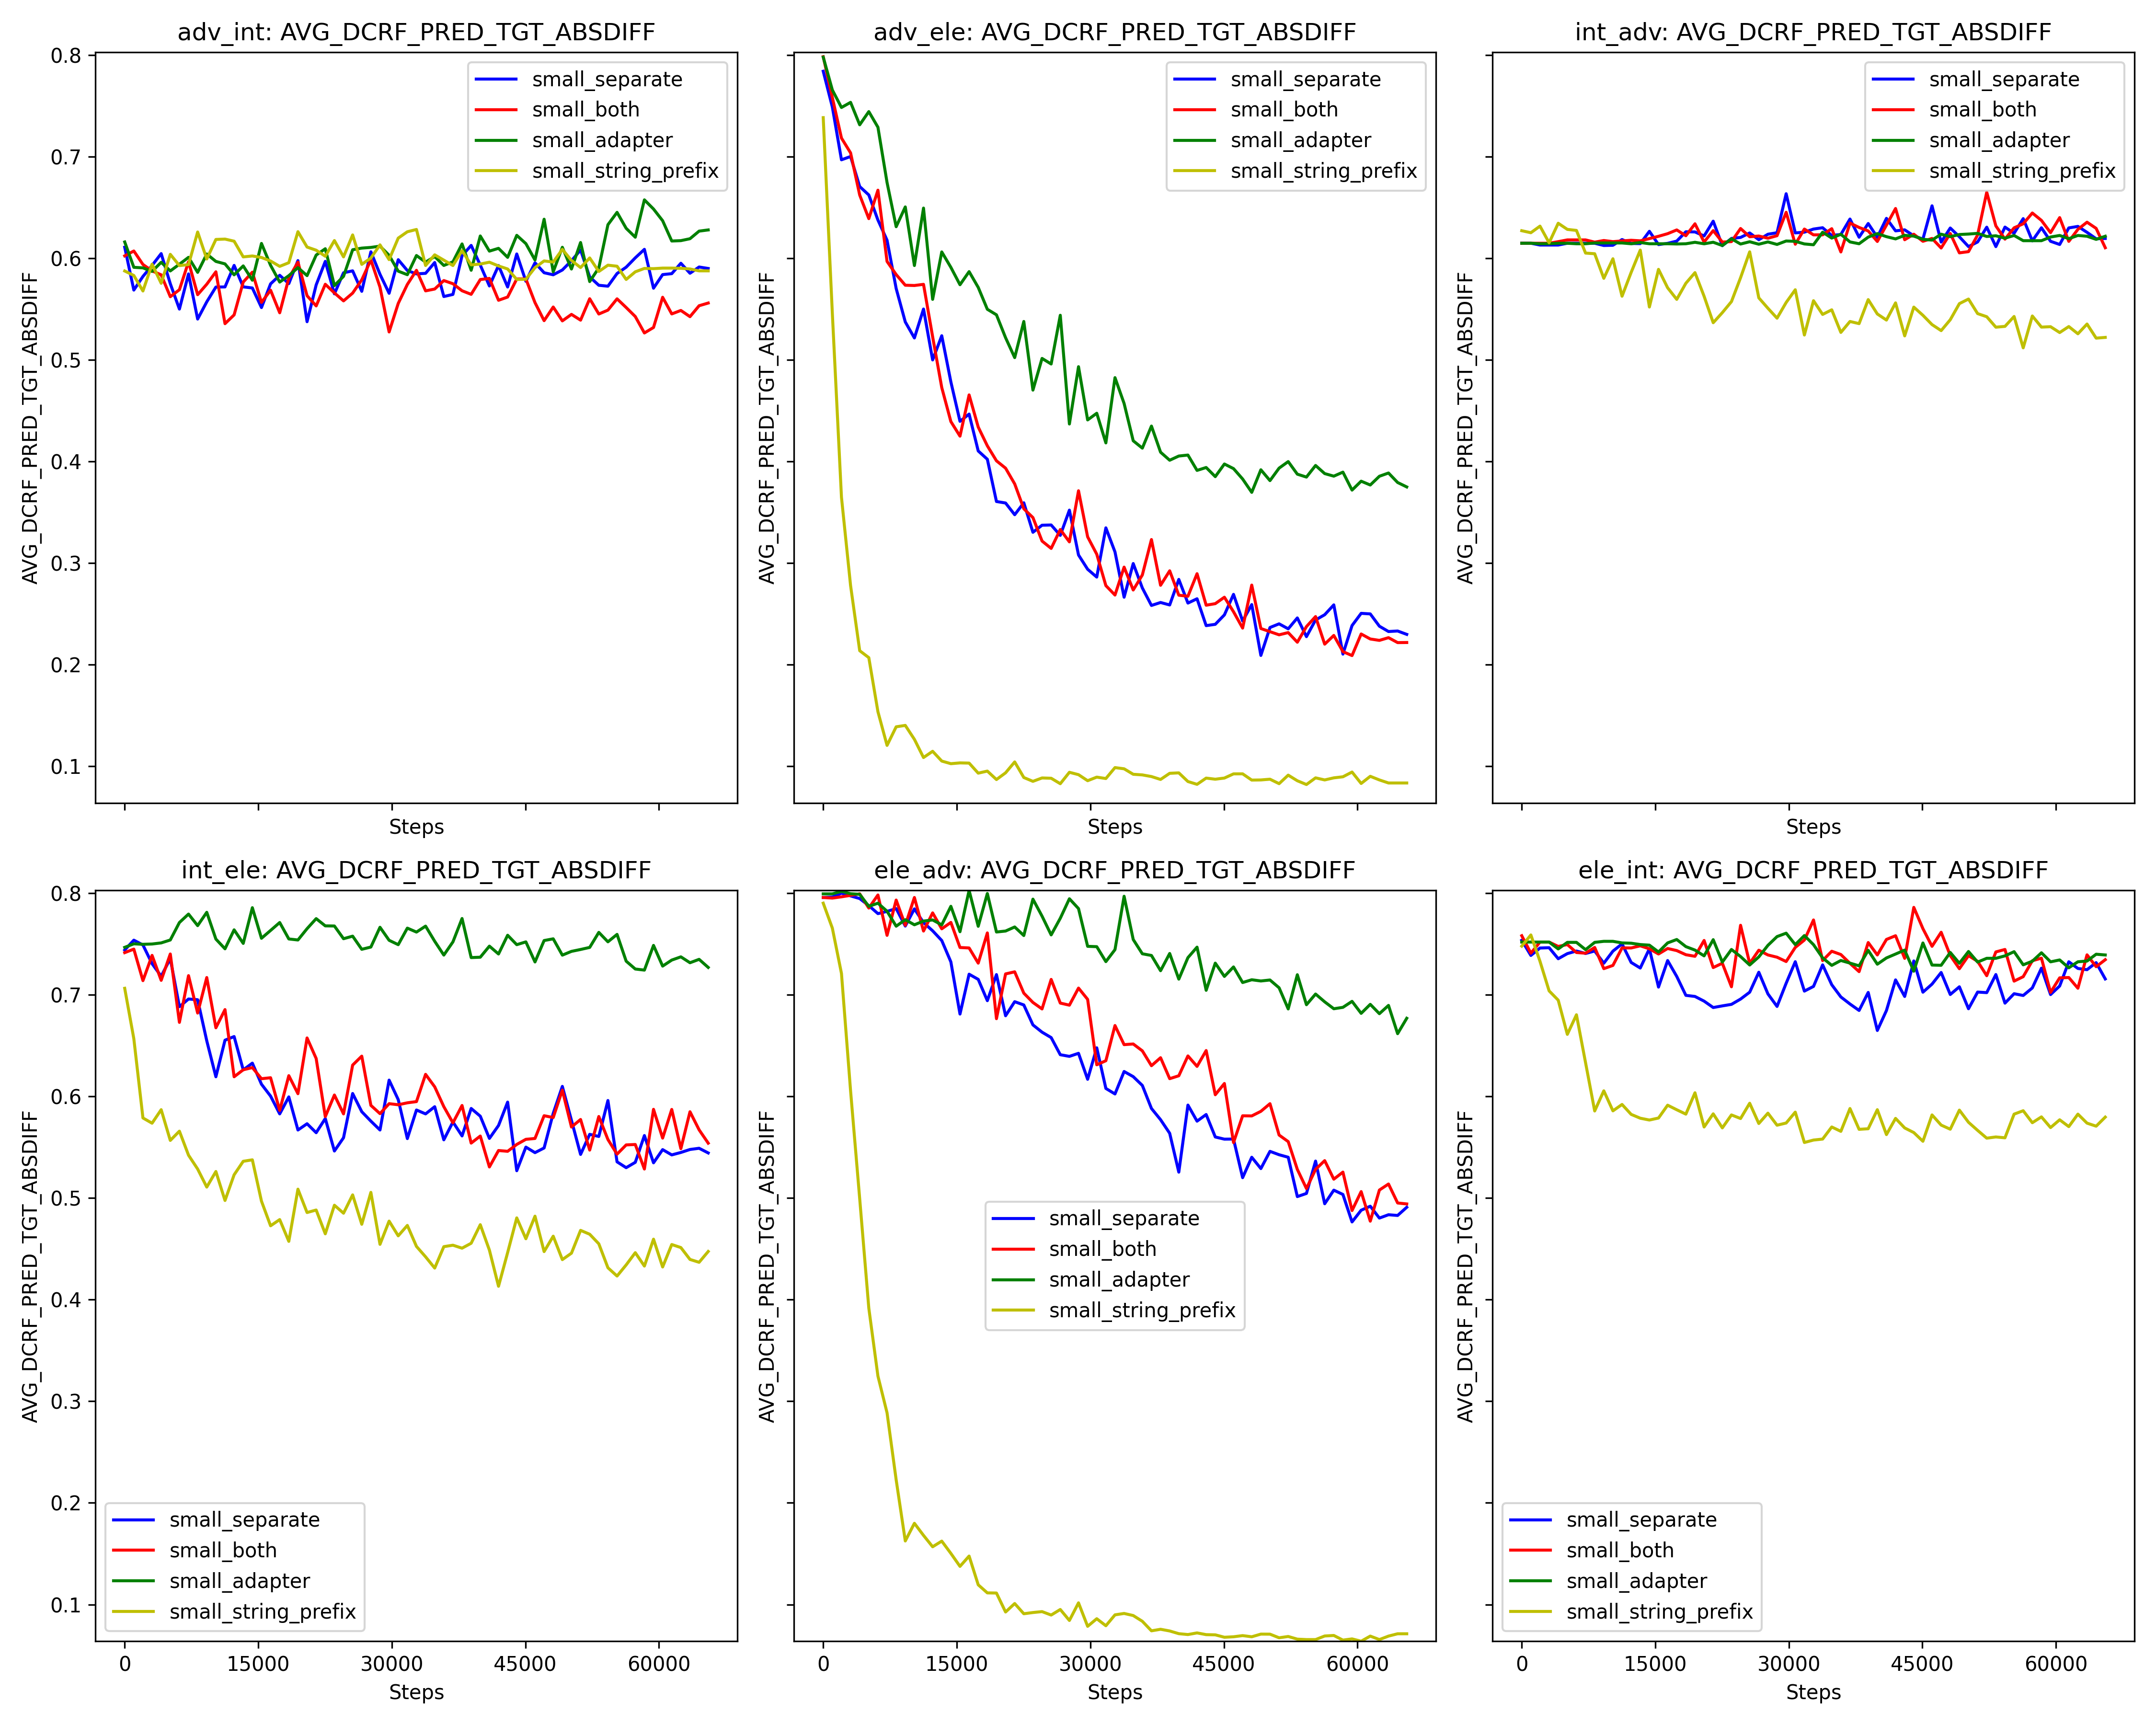 adv_int: AVG_DCRF_PRED_TGT_ABSDIFF
AVG_DCRF_PRED_TGT_ABSDIFF
0.8
0.7
0.6
0.5
0.4
0.3
0.2
0.1
small_separate
small_both
small_adapter
small_string_prefix
Steps
adv_ele: AVG_DCRF_PRED_TGT_ABSDIFF
AVG_DCRF_PRED_TGT_ABSDIFF
small_separate
small_both
small_adapter
small_string_prefix
Steps
int_adv: AVG_DCRF_PRED_TGT_ABSDIFF
AVG_DCRF_PRED_TGT_ABSDIFF
small_separate
small_both
small_adapter
small_string_prefix
Steps
int_ele: AVG_DCRF_PRED_TGT_ABSDIFF
AVG_DCRF_PRED_TGT_ABSDIFF
0.8
0.7
0.6
0.5
0.4
0.3
0.2
0.1
small_separate
small_both
small_adapter
small_string_prefix
0 15000 30000 45000 60000
Steps
ele_adv: AVG_DCRF_PRED_TGT_ABSDIFF
AVG_DCRF_PRED_TGT_ABSDIFF
small_separate
small_both
small_adapter
small_string_prefix
0 15000 30000 45000 60000
Steps
ele_int: AVG_DCRF_PRED_TGT_ABSDIFF
AVG_DCRF_PRED_TGT_ABSDIFF
small_separate
small_both
small_adapter
small_string_prefix
0 15000 30000 45000 60000
Steps